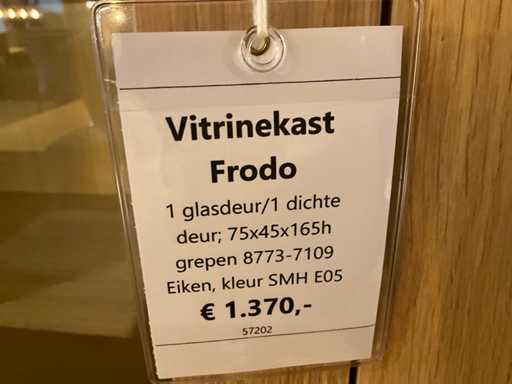 Vitrinekast
Frodo
1 glasdeur/1 dichte
deur; 75x45x165h
grepen 8773-7109
Eiken, kleur SMH E05
€ 1.370,-
57202